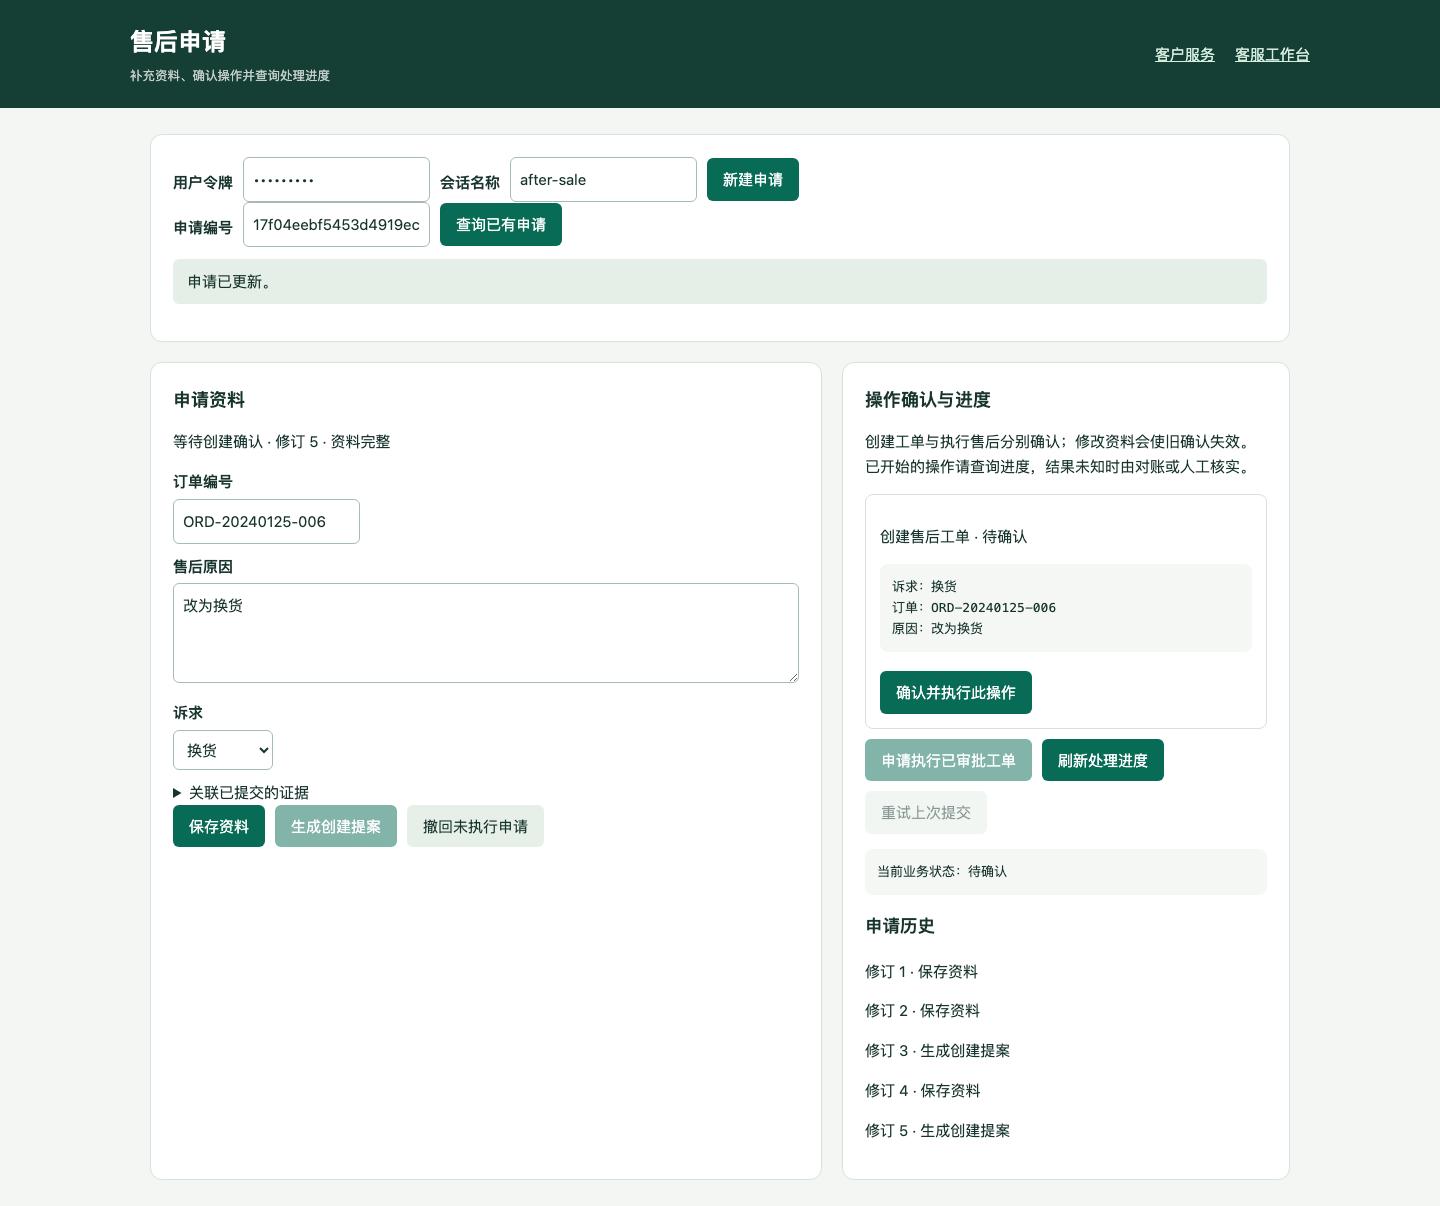 售后申请
补充资料、确认操作并查询处理进度
客户服务 客服工作台
用户令牌 ••••••••• 会话名称 after-sale 新建申请
申请编号 17f04eebf5453d4919ec 查询已有申请
申请已更新。
申请资料
等待创建确认 · 修订 5 · 资料完整
订单编号
ORD-20240125-006
售后原因
改为换货
诉求
换货
关联已提交的证据
保存资料 生成创建提案 撤回未执行申请
操作确认与进度
创建工单与执行售后分别确认；修改资料会使旧确认失效。
已开始的操作请查询进度，结果未知时由对账或人工核实。
创建售后工单 · 待确认
诉求：换货
订单：ORD-20240125-006
原因：改为换货
确认并执行此操作
申请执行已审批工单 刷新处理进度
重试上次提交
当前业务状态：待确认
申请历史
修订 1 · 保存资料
修订 2 · 保存资料
修订 3 · 生成创建提案
修订 4 · 保存资料
修订 5 · 生成创建提案